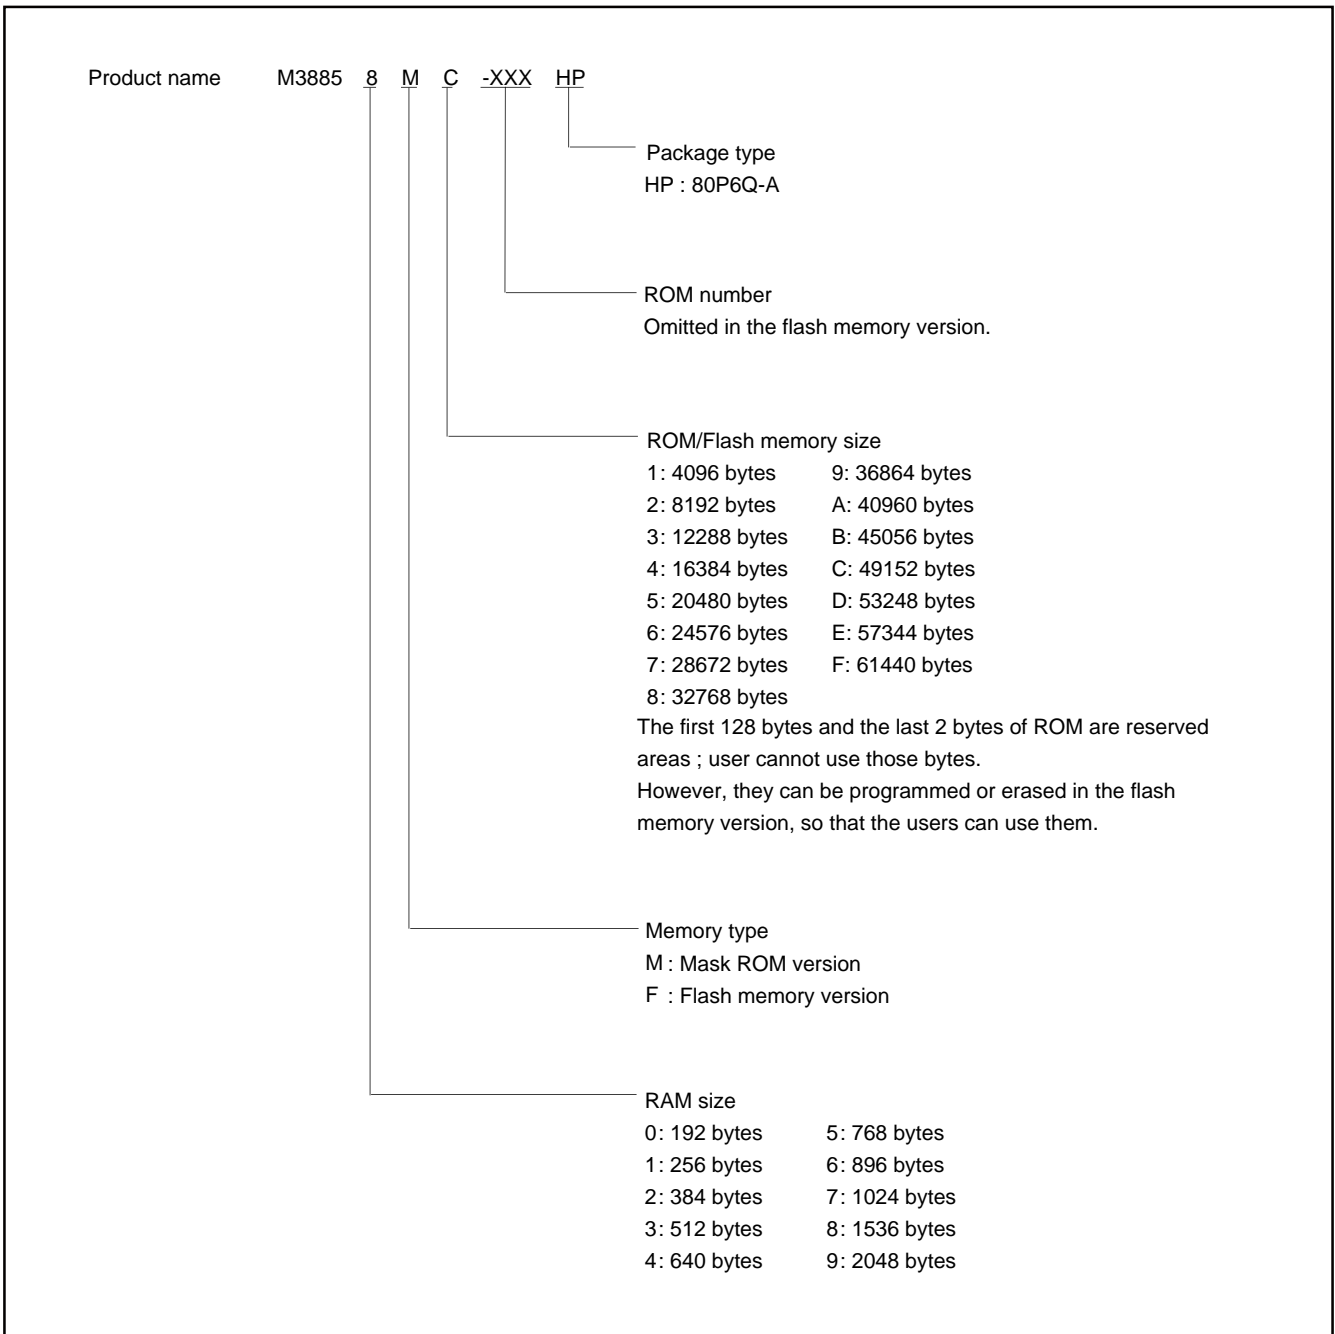 Product name M3885 8 M C -XXX HP
Package type
HP : 80P6Q-A
ROM number
Omitted in the flash memory version.
ROM/Flash memory size
1: 4096 bytes 9: 36864 bytes
2: 8192 bytes A: 40960 bytes
3: 12288 bytes B: 45056 bytes
4: 16384 bytes C: 49152 bytes
5: 20480 bytes D: 53248 bytes
6: 24576 bytes E: 57344 bytes
7: 28672 bytes F: 61440 bytes
8: 32768 bytes
The first 128 bytes and the last 2 bytes of ROM are reserved
areas ; user cannot use those bytes.
However, they can be programmed or erased in the flash
memory version, so that the users can use them.
Memory type
M : Mask ROM version
F : Flash memory version
RAM size
0: 192 bytes 5: 768 bytes
1: 256 bytes 6: 896 bytes
2: 384 bytes 7: 1024 bytes
3: 512 bytes 8: 1536 bytes
4: 640 bytes 9: 2048 bytes